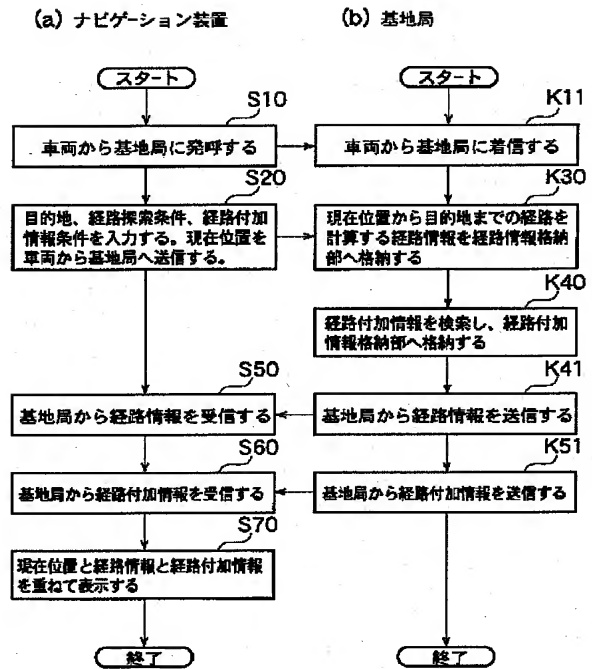 (a) ナビゲーション装置
(b) 基地局
スタート
スタート
S10
K11
車両から基地局に発呼する
車両から基地局に着信する
S20
K30
目的地、経路探索条件、経路付加
情報条件を入力する。現在位置を
車両から基地局へ送信する。
現在位置から目的地までの経路を
計算する経路情報を経路情報格納
部へ格納する
K40
経路付加情報を検索し、経路付加
情報格納部へ格納する
S50
K41
基地局から経路情報を受信する
基地局から経路情報を送信する
S60
K51
基地局から経路付加情報を受信する
基地局から経路付加情報を送信する
S70
現在位置と経路情報と経路付加情報
を重ねて表示する
終了
終了